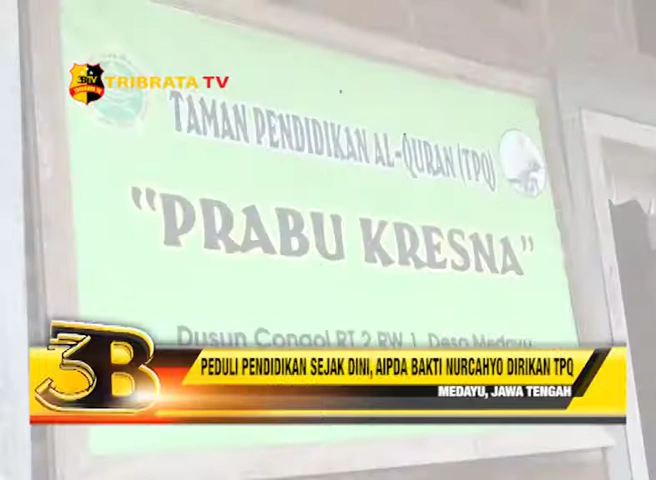 TRIBRATA TV
TAMAN PENDIDIKAN AL-QURAN (TPQ)
"PRABU KRESNA"
Dusun Congol RT 2 RW 1, Desa Medayu
3B
PEDULI PENDIDIKAN SEJAK DINI, AIPDA BAKTI NURCAHYO DIRIKAN TPQ
MEDAYU, JAWA TENGAH